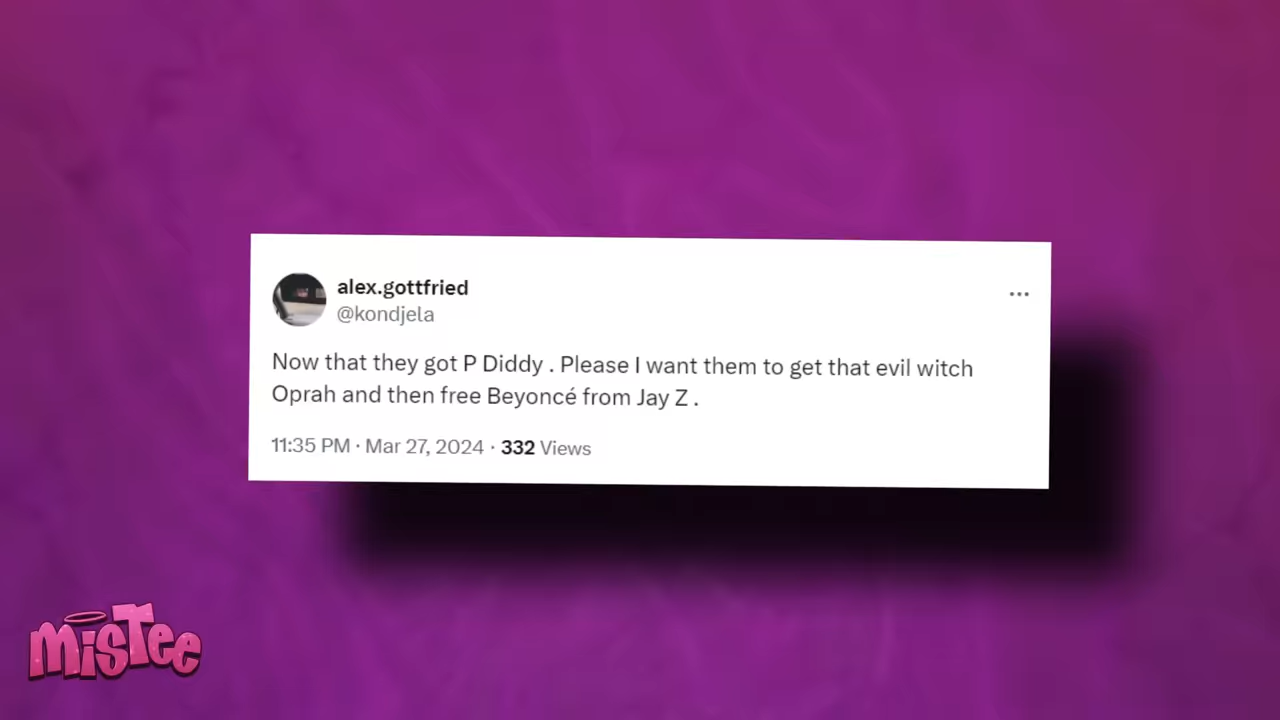 alex.gottfried
@kondjela
Now that they got P Diddy . Please I want them to get that evil witch
Oprah and then free Beyoncé from Jay Z .
11:35 PM · Mar 27, 2024 · 332 Views
MisTee